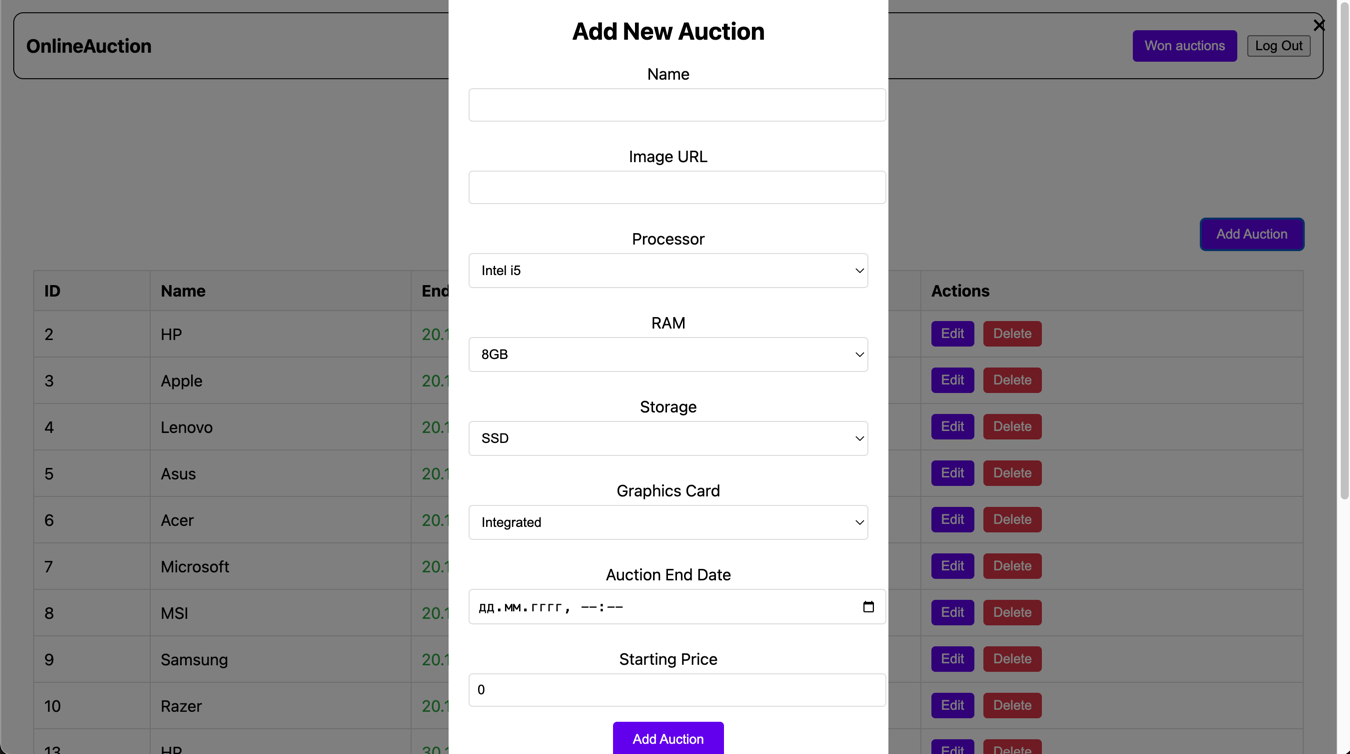 OnlineAuction
Won auctions
Log Out
Add New Auction
Name
Image URL
Processor
Intel i5
RAM
8GB
Storage
SSD
Graphics Card
Integrated
Auction End Date
дд.мм.гггг, --:--
Starting Price
0
Add Auction
Add Auction
ID Name End Actions
2 HP 20.1 Edit Delete
3 Apple 20.1 Edit Delete
4 Lenovo 20.1 Edit Delete
5 Asus 20.1 Edit Delete
6 Acer 20.1 Edit Delete
7 Microsoft 20.1 Edit Delete
8 MSI 20.1 Edit Delete
9 Samsung 20.1 Edit Delete
10 Razer 20.1 Edit Delete
13 HP 30.1 Edit Delete